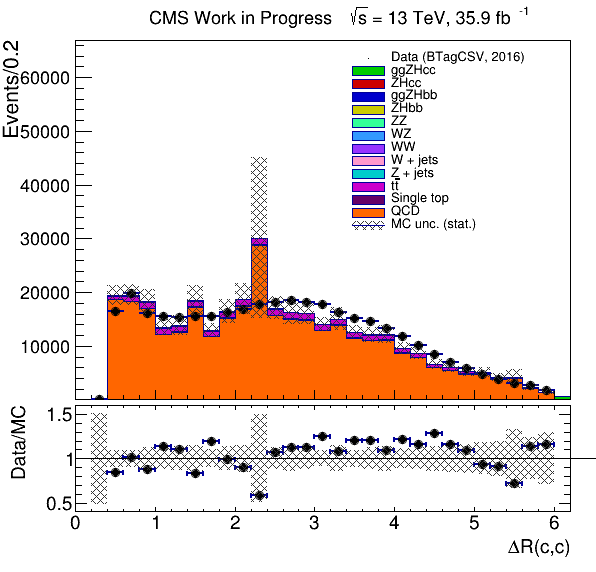 CMS Work in Progress √s = 13 TeV, 35.9 fb -1
Events/0.2
60000
50000
40000
30000
20000
10000
Data (BTagCSV, 2016)
ggZHcc
ZHcc
ggZHbb
ZHbb
ZZ
WZ
WW
W + jets
Z + jets
tt̅
Single top
QCD
MC unc. (stat.)
Data/MC
1.5
1
0.5
0 1 2 3 4 5 6
ΔR(c,c)